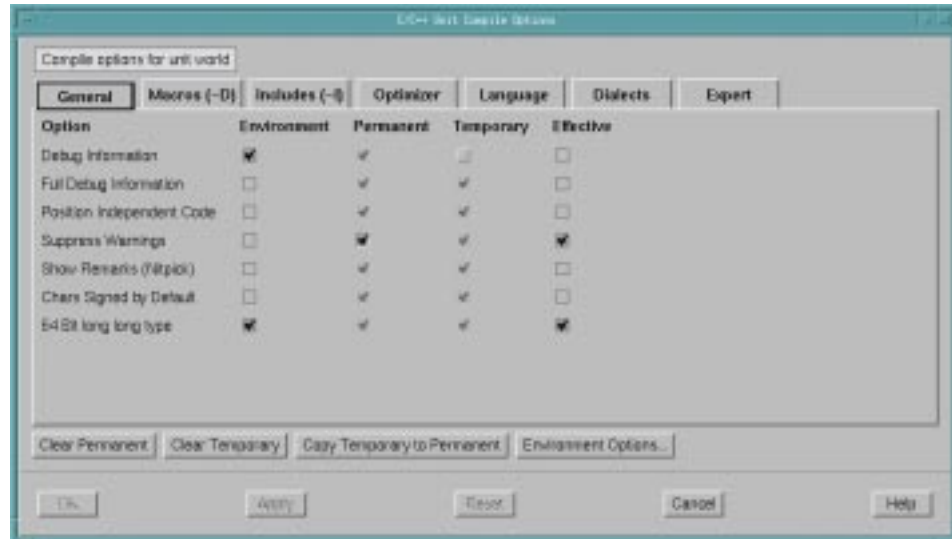 C/C++ Unit Compile Options
Compile options for unit world
General Macros (-D) Includes (-I) Optimizer Language Dialects Expert
Option Environment Permanent Temporary Effective
Debug Information
Full Debug Information
Position Independent Code
Suppress Warnings
Show Remarks (Nitpick)
Chars Signed by Default
64 Bit long long type
Clear Permanent Clear Temporary Copy Temporary to Permanent Environment Options...
OK Apply Reset Cancel Help